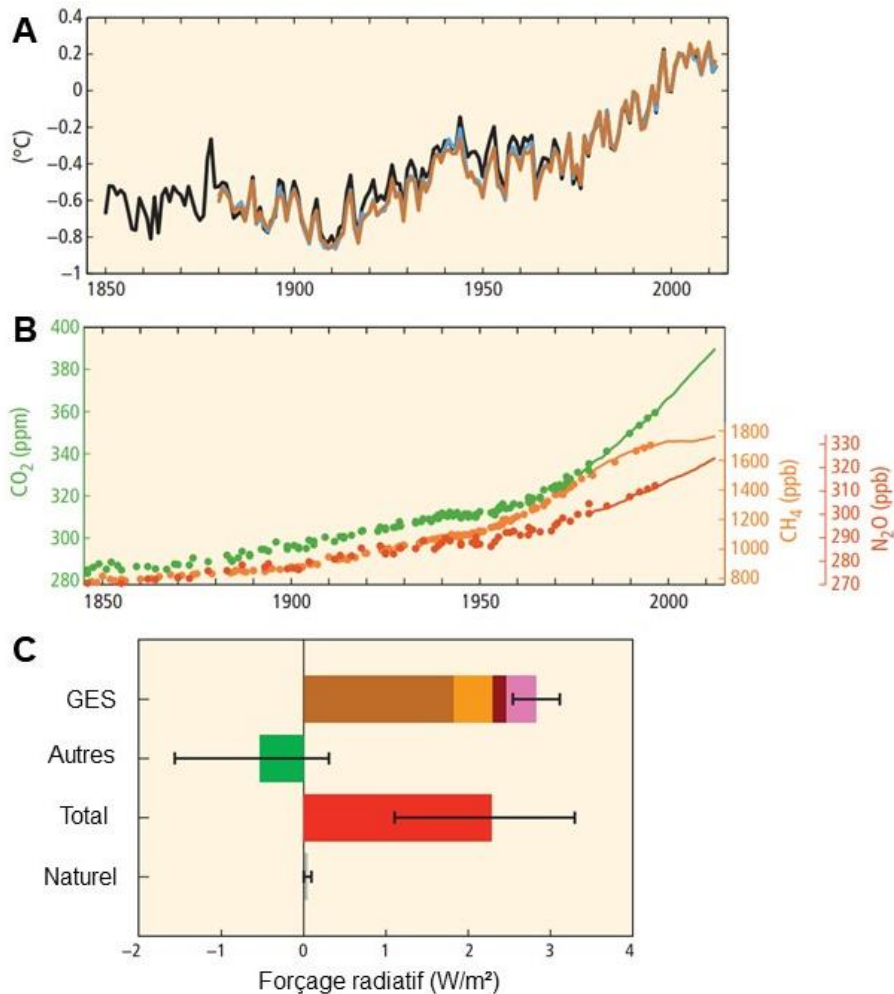 A
0.4
0.2
0
−0.2
−0.4
−0.6
−0.8
−1
(°C)
1850 1900 1950 2000
B
400
380
360
340
320
300
280
CO₂ (ppm)
1800
1600
1400
1200
1000
800
CH₄ (ppb)
330
320
310
300
290
280
270
N₂O (ppb)
1850 1900 1950 2000
C
GES
Autres
Total
Naturel
−2 −1 0 1 2 3 4
Forçage radiatif (W/m²)